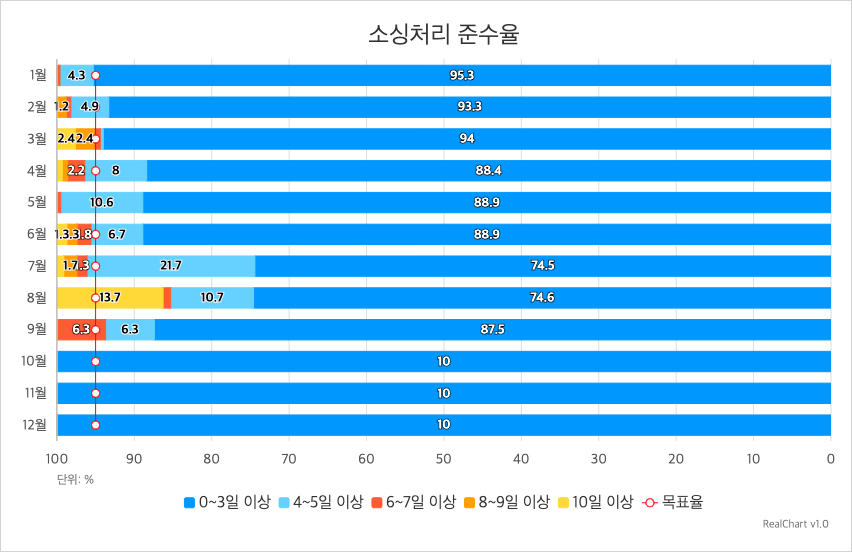 소싱처리 준수율
1월 4.3 95.3
2월 1.2 4.9 93.3
3월 2.4 2.4 94
4월 2.2 8 88.4
5월 10.6 88.9
6월 6.7 88.9
7월 21.7 74.5
8월 13.7 10.7 74.6
9월 6.3 6.3 87.5
10월 10
11월 10
12월 10
100 90 80 70 60 50 40 30 20 10 0
단위: %
0~3일 이상 4~5일 이상 6~7일 이상 8~9일 이상 10일 이상 목표율
RealChart v1.0